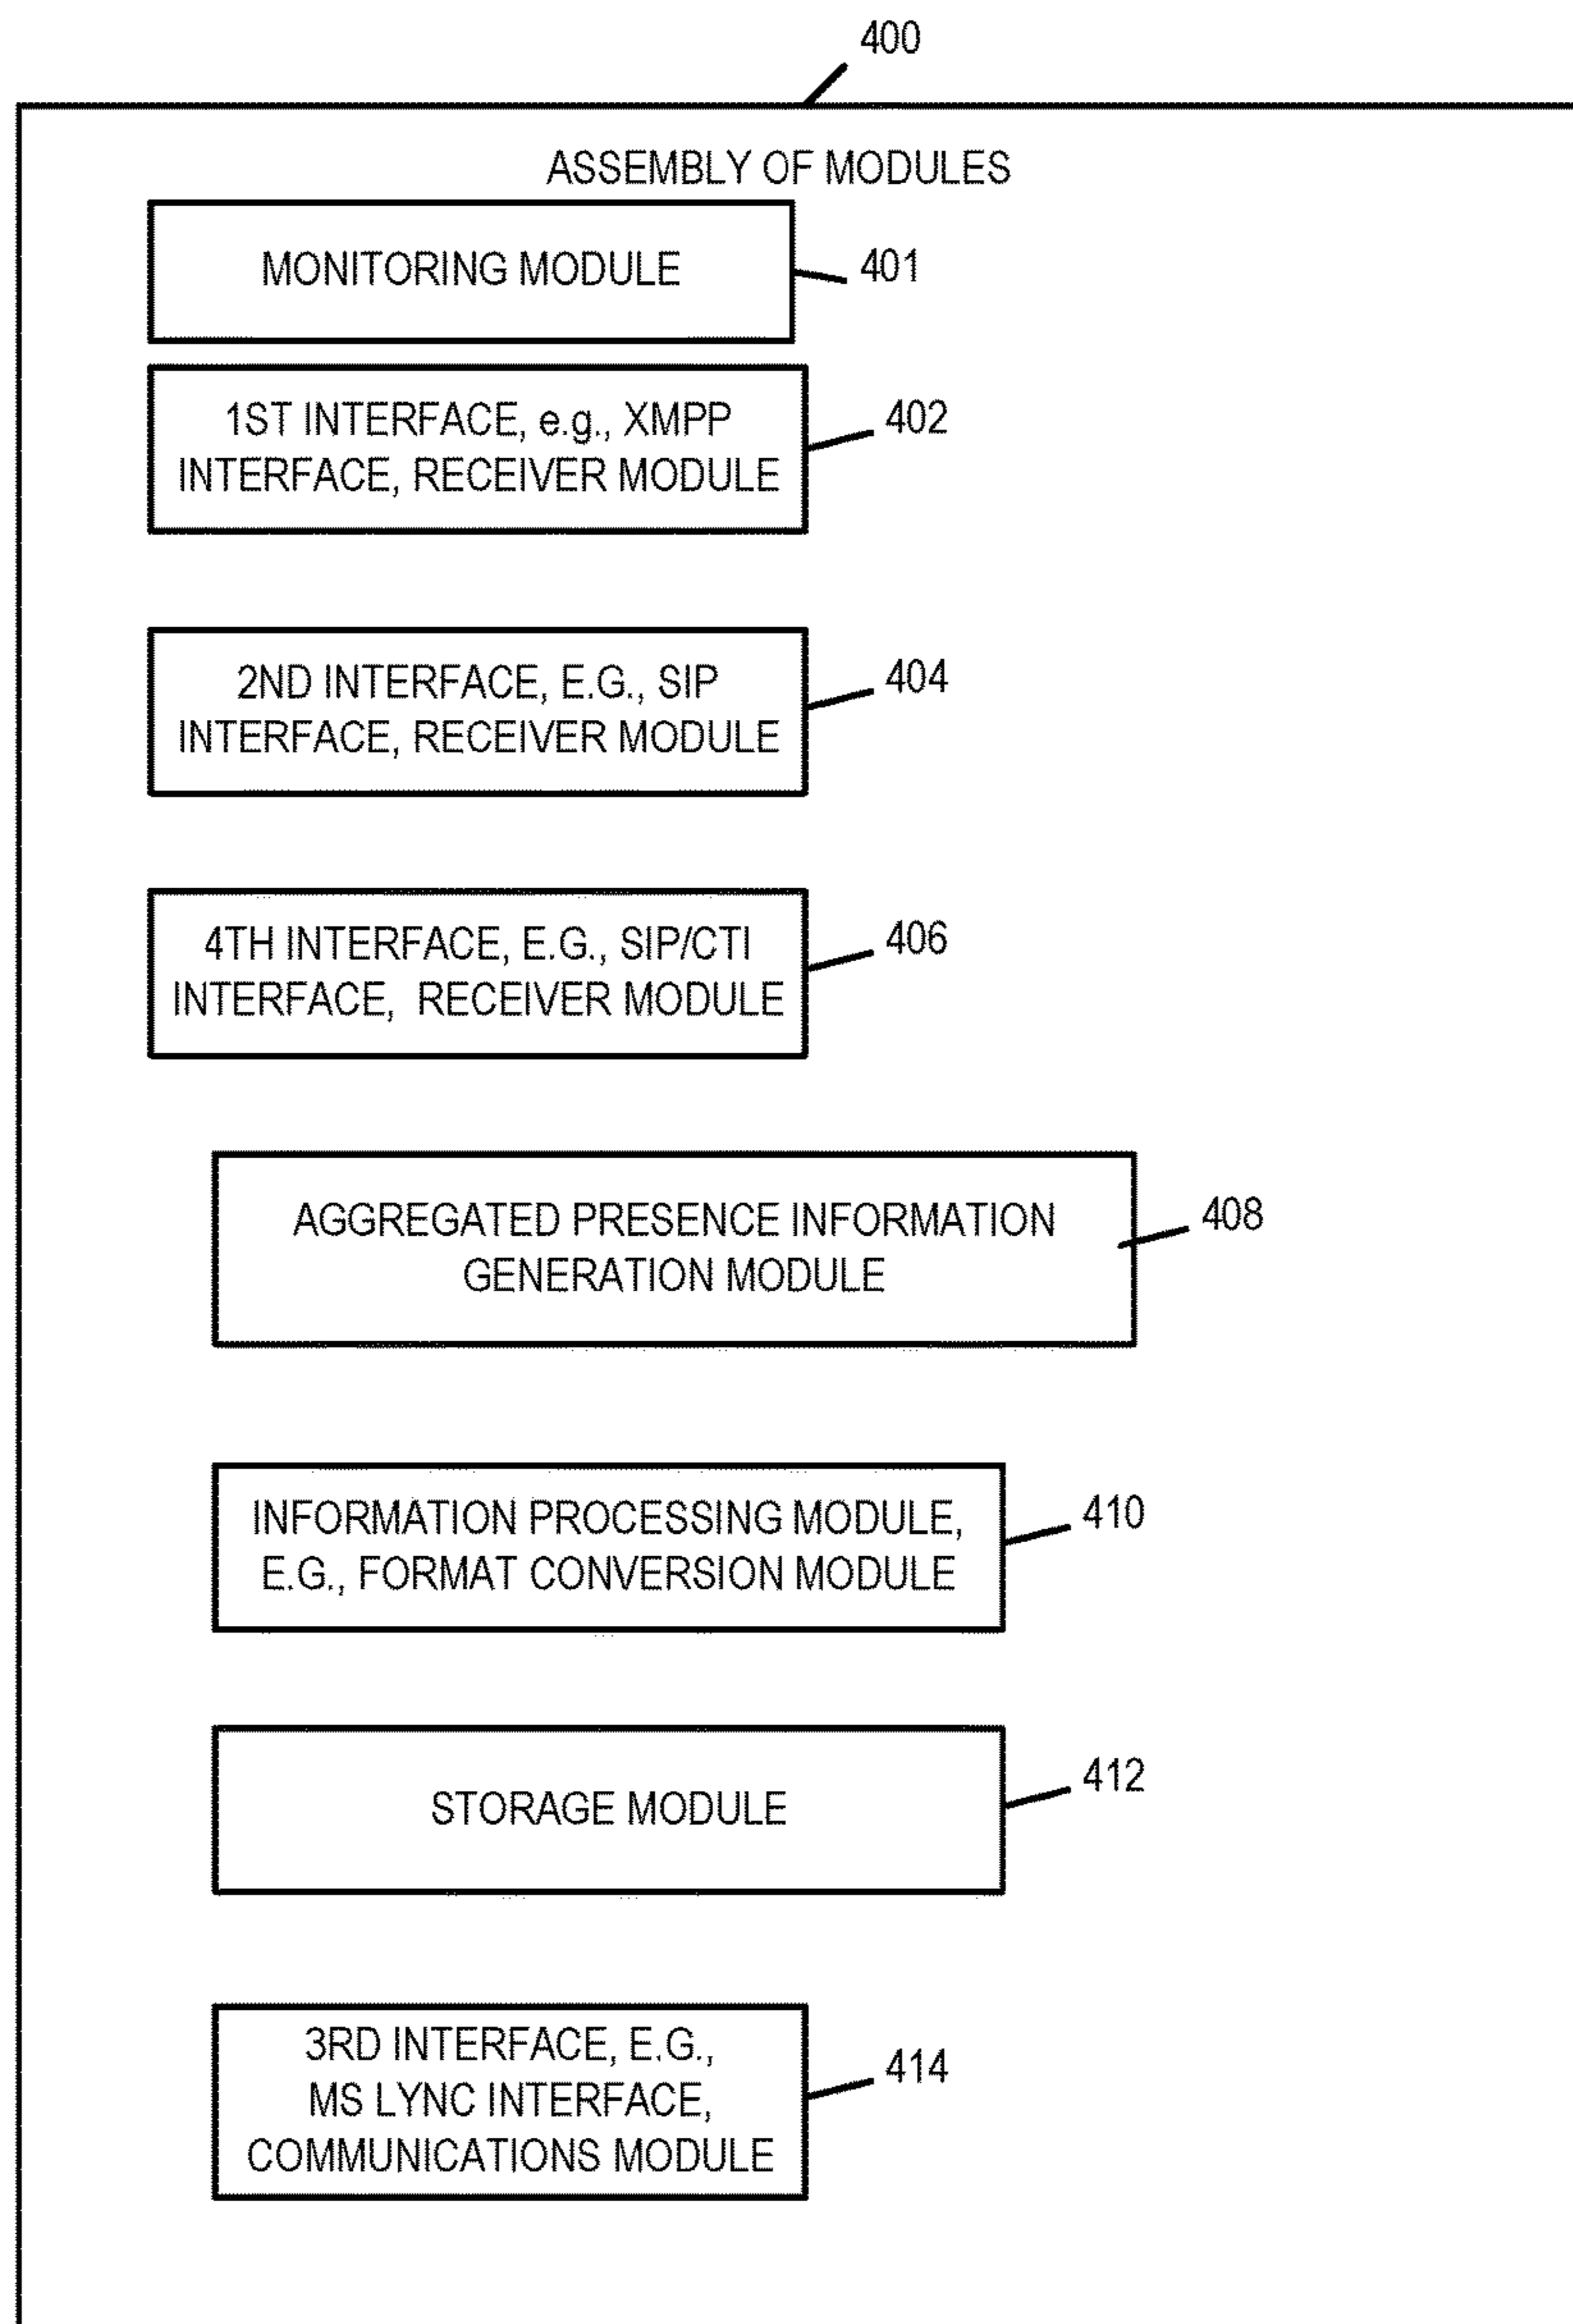 400
ASSEMBLY OF MODULES
MONITORING MODULE
401
1ST INTERFACE, e.g., XMPP
INTERFACE, RECEIVER MODULE
402
2ND INTERFACE, E.G., SIP
INTERFACE, RECEIVER MODULE
404
4TH INTERFACE, E.G., SIP/CTI
INTERFACE, RECEIVER MODULE
406
AGGREGATED PRESENCE INFORMATION
GENERATION MODULE
408
INFORMATION PROCESSING MODULE,
E.G., FORMAT CONVERSION MODULE
410
STORAGE MODULE
412
3RD INTERFACE, E.G.,
MS LYNC INTERFACE,
COMMUNICATIONS MODULE
414